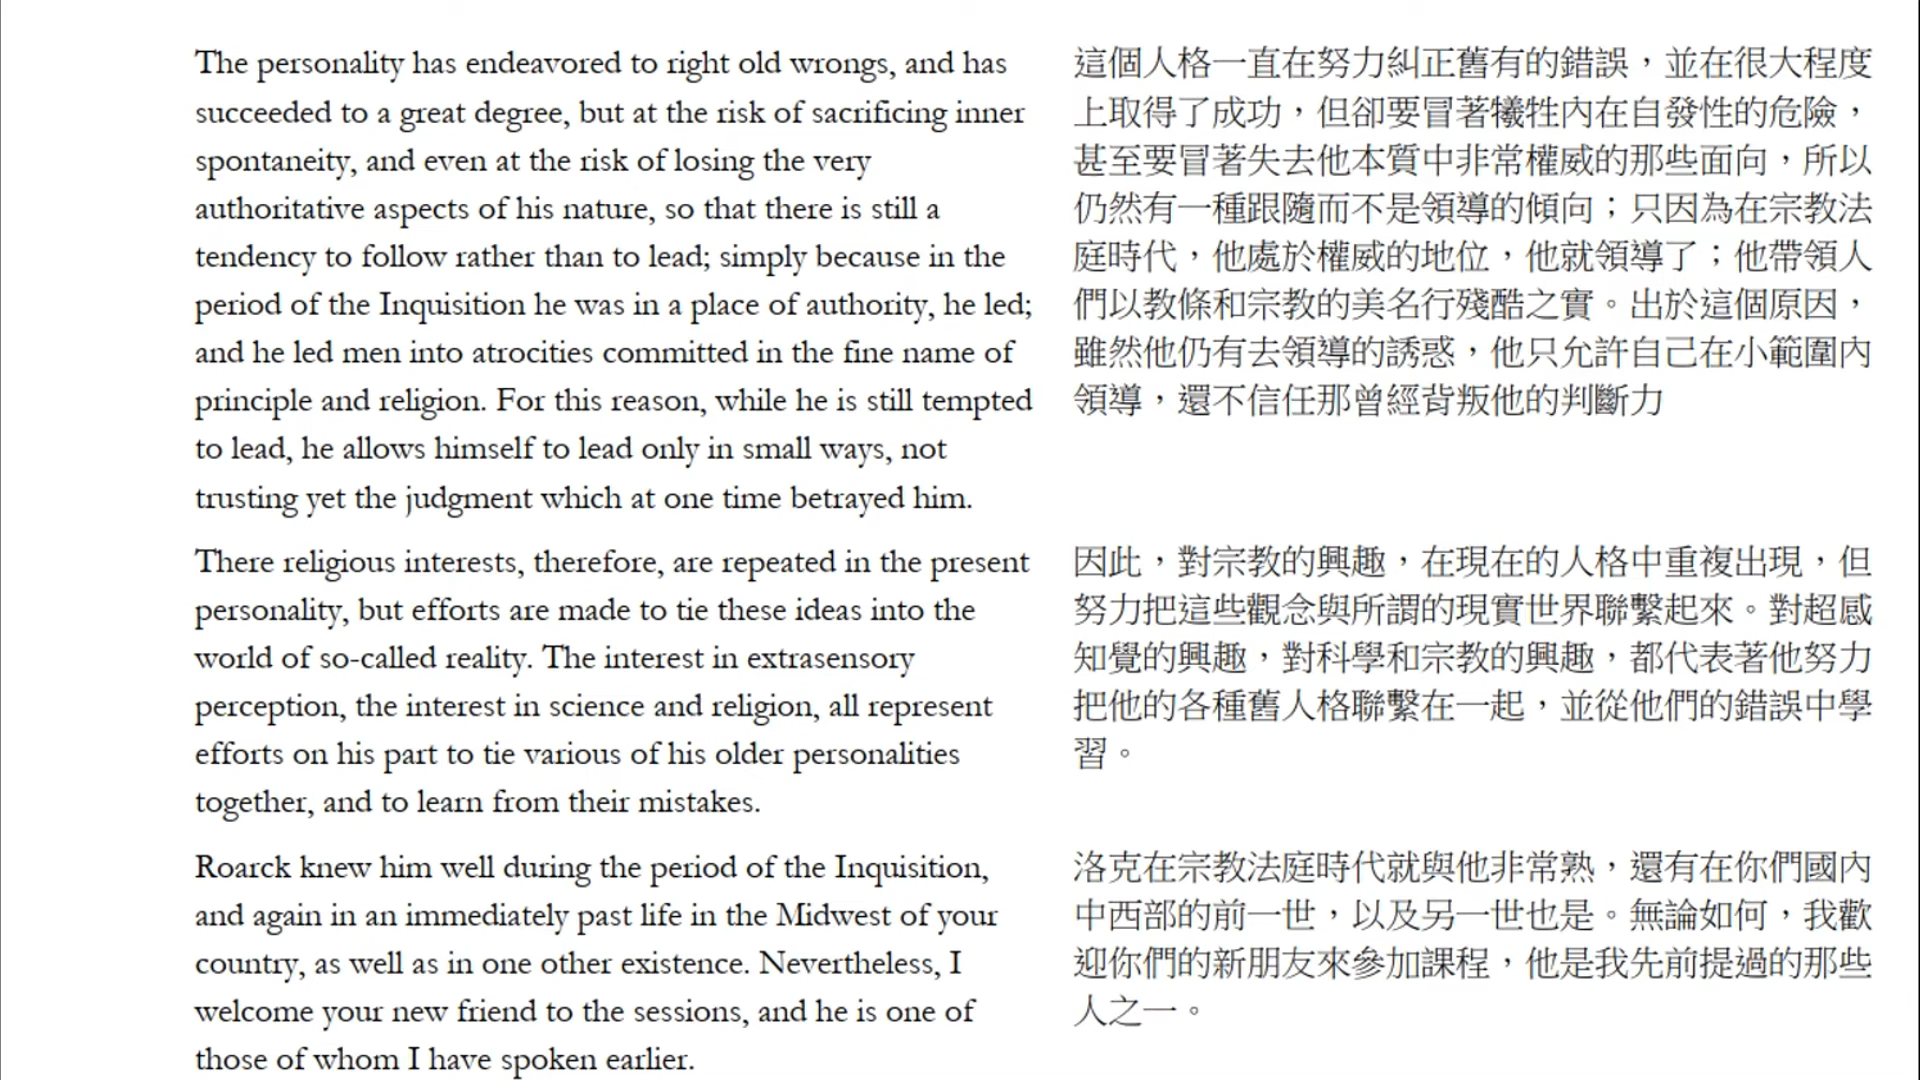 The personality has endeavored to right old wrongs, and has
succeeded to a great degree, but at the risk of sacrificing inner
spontaneity, and even at the risk of losing the very
authoritative aspects of his nature, so that there is still a
tendency to follow rather than to lead; simply because in the
period of the Inquisition he was in a place of authority, he led;
and he led men into atrocities committed in the fine name of
principle and religion. For this reason, while he is still tempted
to lead, he allows himself to lead only in small ways, not
trusting yet the judgment which at one time betrayed him.
這個人格一直在努力糾正舊有的錯誤，並在很大程度
上取得了成功，但卻要冒著犧牲內在自發性的危險，
甚至要冒著失去他本質中非常權威的那些面向，所以
仍然有一種跟隨而不是領導的傾向；只因為在宗教法
庭時代，他處於權威的地位，他就領導了；他帶領人
們以教條和宗教的美名行殘酷之實。出於這個原因，
雖然他仍有去領導的誘惑，他只允許自己在小範圍內
領導，還不信任那曾經背叛他的判斷力
There religious interests, therefore, are repeated in the present
personality, but efforts are made to tie these ideas into the
world of so-called reality. The interest in extrasensory
perception, the interest in science and religion, all represent
efforts on his part to tie various of his older personalities
together, and to learn from their mistakes.
因此，對宗教的興趣，在現在的人格中重複出現，但
努力把這些觀念與所謂的現實世界聯繫起來。對超感
知覺的興趣，對科學和宗教的興趣，都代表著他努力
把他的各種舊人格聯繫在一起，並從他們的錯誤中學
習。
Roarck knew him well during the period of the Inquisition,
and again in an immediately past life in the Midwest of your
country, as well as in one other existence. Nevertheless, I
welcome your new friend to the sessions, and he is one of
those of whom I have spoken earlier.
洛克在宗教法庭時代就與他非常熟，還有在你們國內
中西部的前一世，以及另一世也是。無論如何，我歡
迎你們的新朋友來參加課程，他是我先前提過的那些
人之一。